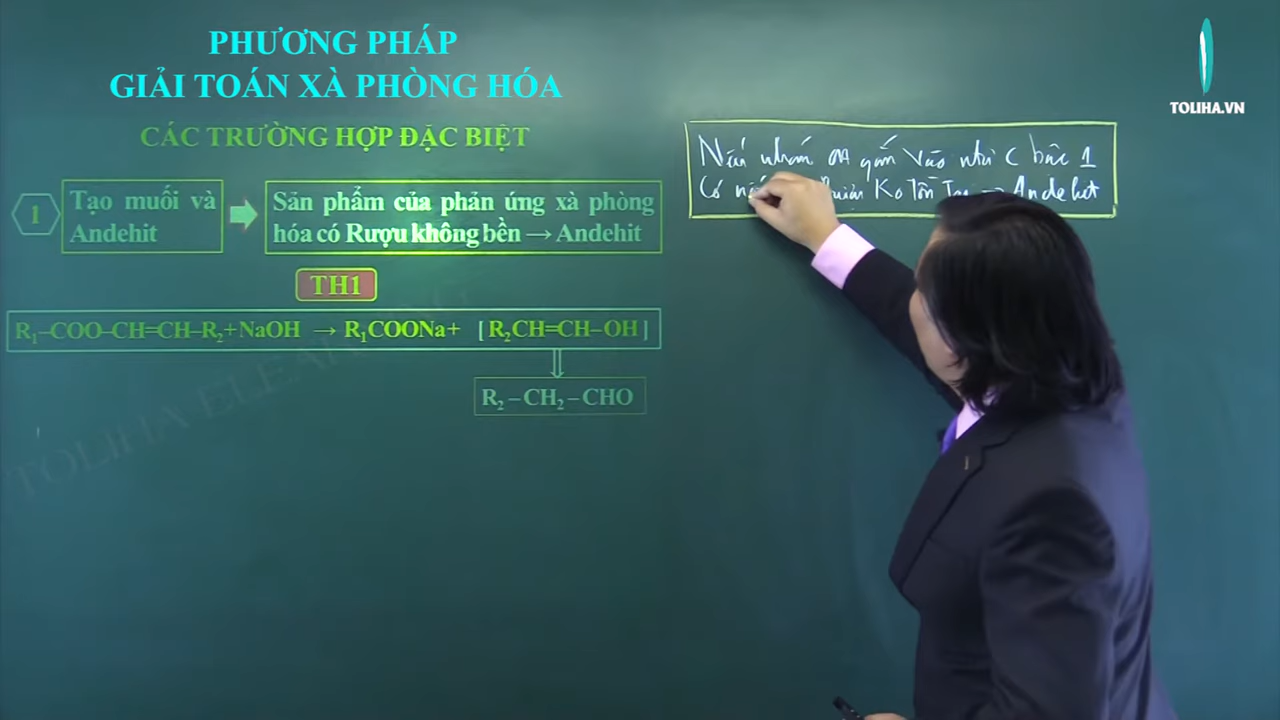 PHƯƠNG PHÁP
GIẢI TOÁN XÀ PHÒNG HÓA
TOLIHA.VN
CÁC TRƯỜNG HỢP ĐẶC BIỆT
1
Tạo muối và
Andehit
Sản phẩm của phản ứng xà phòng
hóa có Rượu không bền → Andehit
TH1
R₁–COO–CH=CH–R₂+NaOH → R₁COONa+ [R₂CH=CH–OH]
R₂ – CH₂ – CHO
TOLIHA ELEARNING
Nếu nhóm OH gắn vào nhì C bậc 1
Có Ko Tồn Tại → Andehit